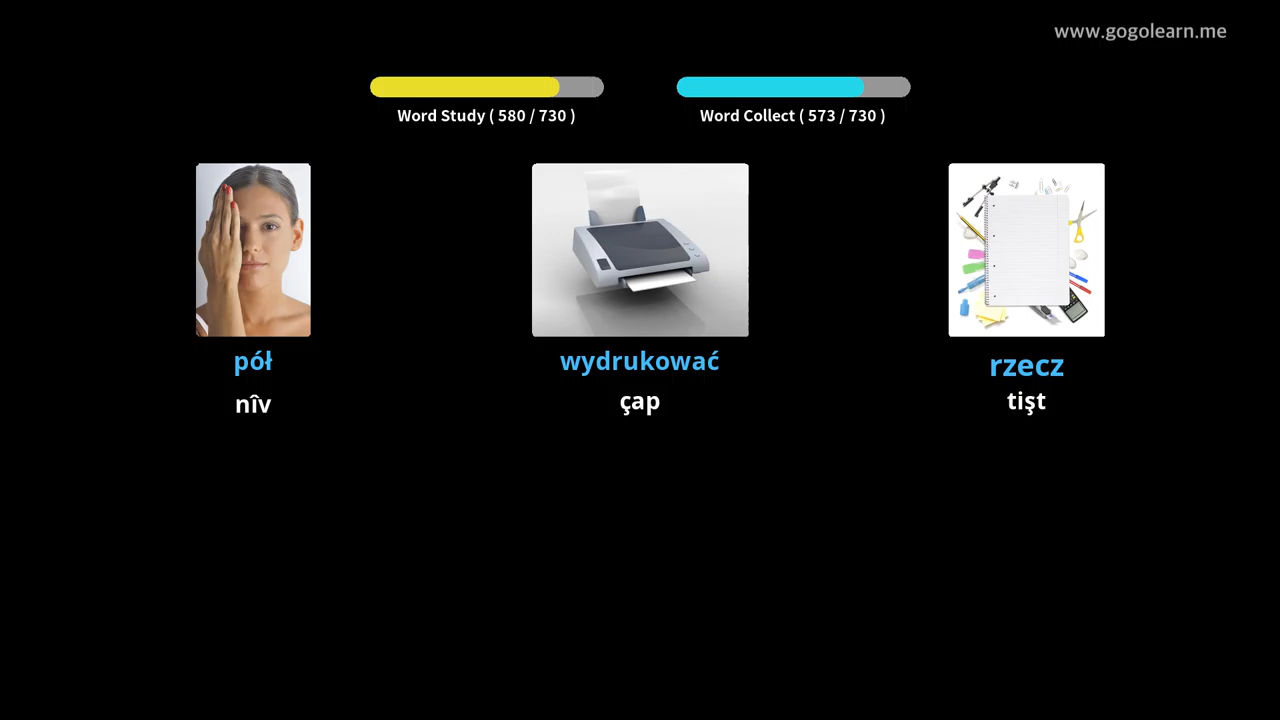 www.gogolearn.me
Word Study ( 580 / 730 )
Word Collect ( 573 / 730 )
pół
wydrukować
rzecz
nîv
çap
tişt